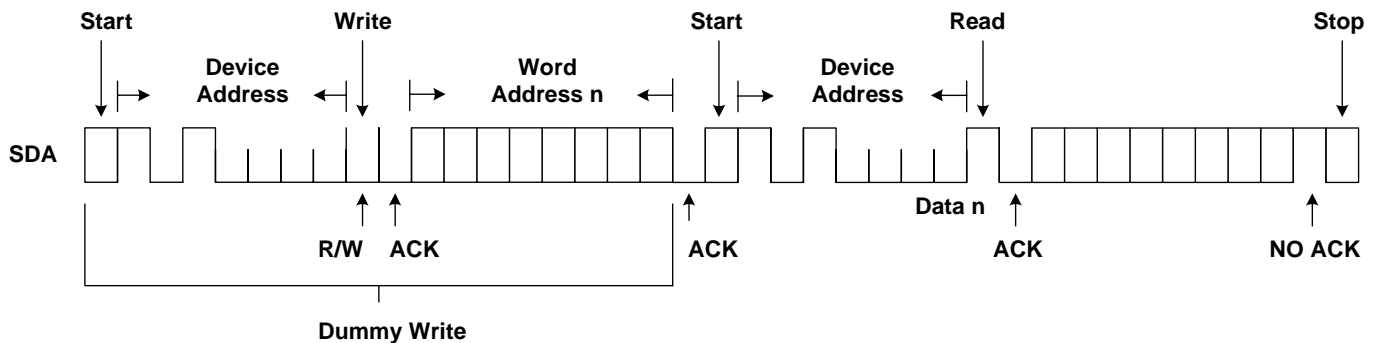 Start Write Start Read Stop
Device Address
Word Address n
Device Address
SDA
Data n
R/W ACK ACK ACK NO ACK
Dummy Write